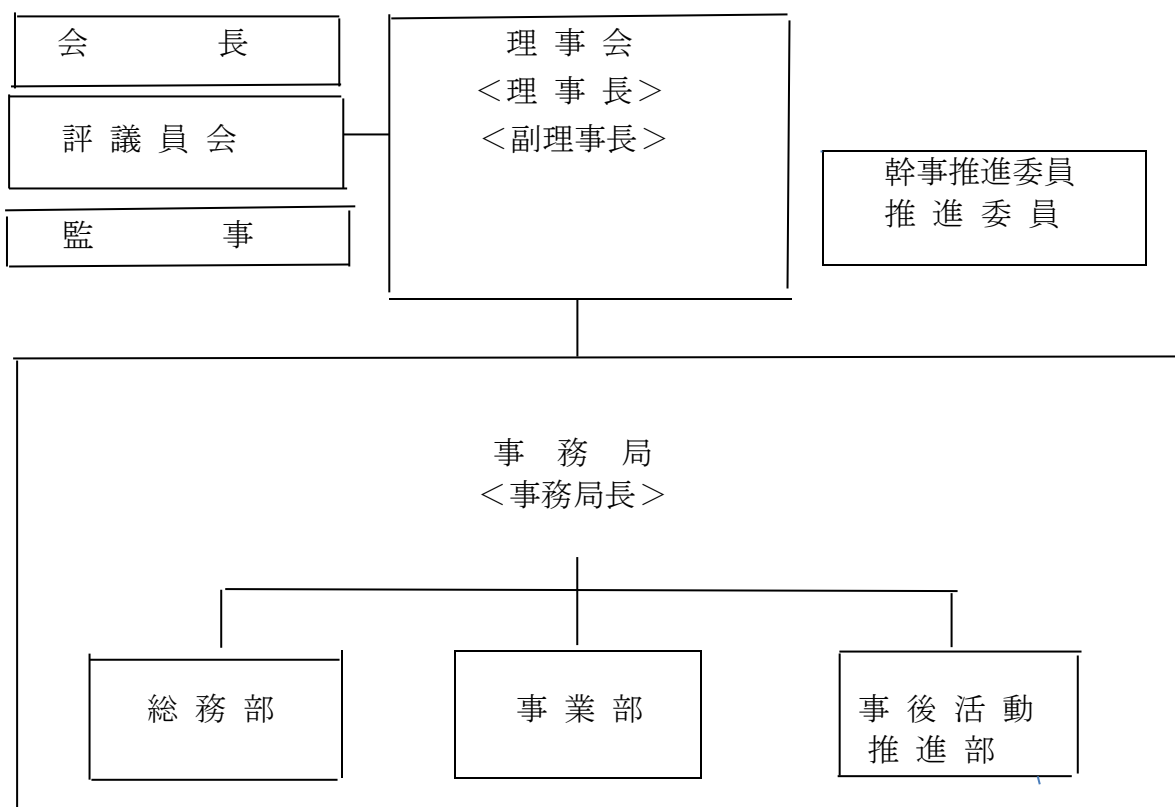 会　　　長
評 議 員 会
監　　　事
理 事 会
＜理 事 長＞
＜副理事長＞
幹事推進委員
推 進 委 員
事　務　局
＜事務局長＞
総 務 部
事 業 部
事 後 活 動
推 進 部